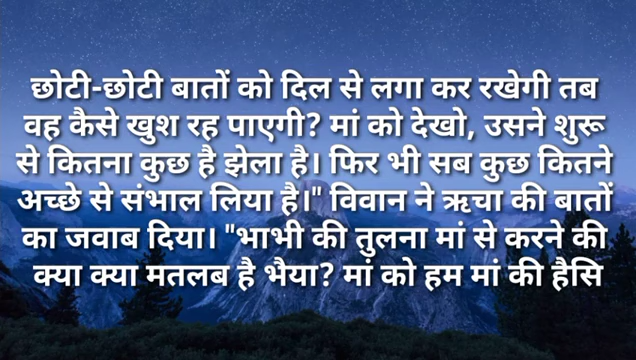 छोटी-छोटी बातों को दिल से लगा कर रखेगी तब
वह कैसे खुश रह पाएगी? मां को देखो, उसने शुरू
से कितना कुछ है झेला है। फिर भी सब कुछ कितने
अच्छे से संभाल लिया है।" विवान ने ऋचा की बातों
का जवाब दिया। "भाभी की तुलना मां से करने की
क्या क्या मतलब है भैया? मां को हम मां की हैसि